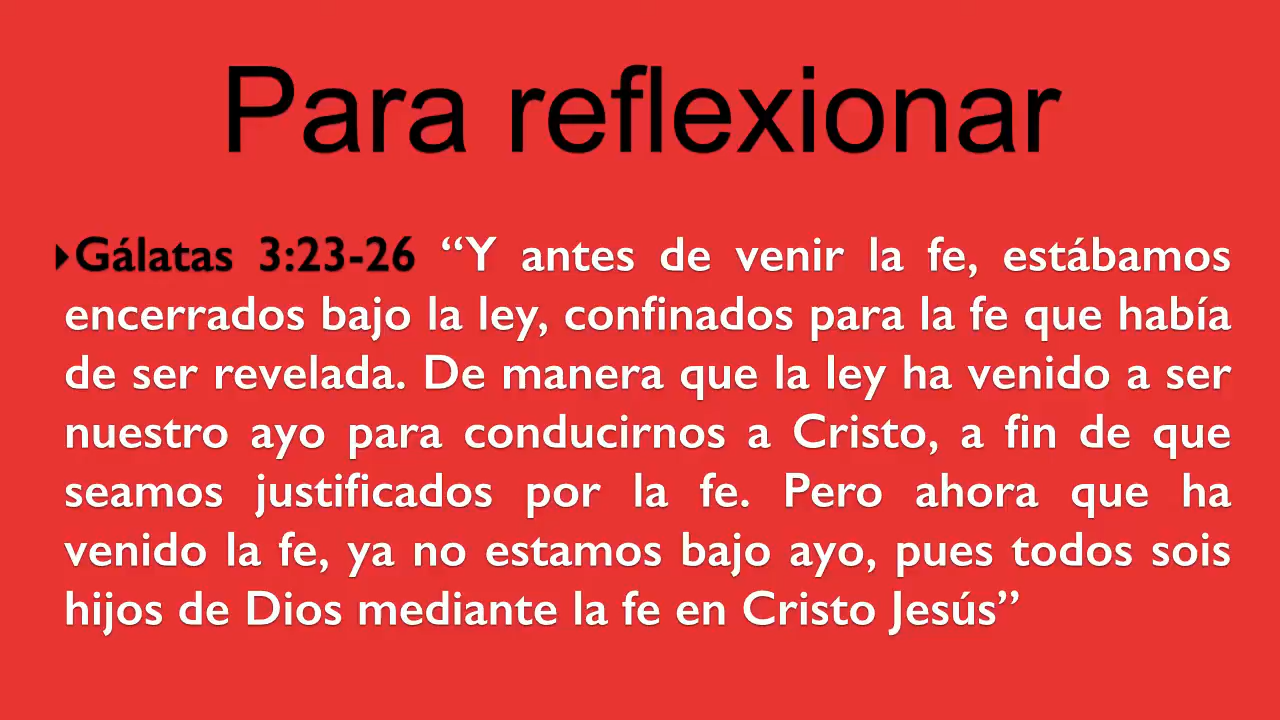 Para reflexionar
‣Gálatas 3:23-26 “Y antes de venir la fe, estábamos
encerrados bajo la ley, confinados para la fe que había
de ser revelada. De manera que la ley ha venido a ser
nuestro ayo para conducirnos a Cristo, a fin de que
seamos justificados por la fe. Pero ahora que ha
venido la fe, ya no estamos bajo ayo, pues todos sois
hijos de Dios mediante la fe en Cristo Jesús”